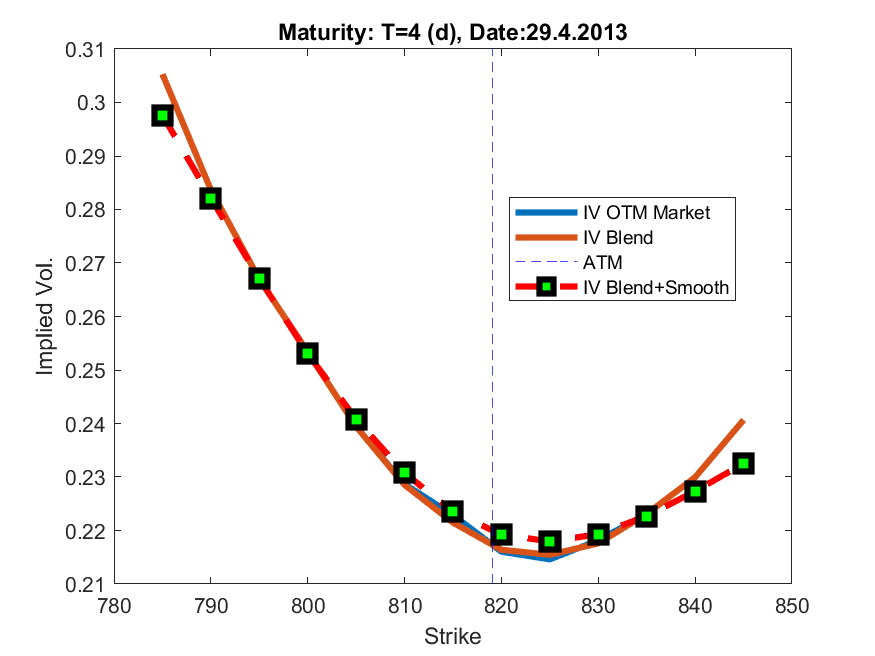 Maturity: T=4 (d), Date:29.4.2013
0.31
0.3
0.29
0.28
0.27
0.26
0.25
0.24
0.23
0.22
0.21
Implied Vol.
IV OTM Market
IV Blend
ATM
IV Blend+Smooth
780 790 800 810 820 830 840 850
Strike